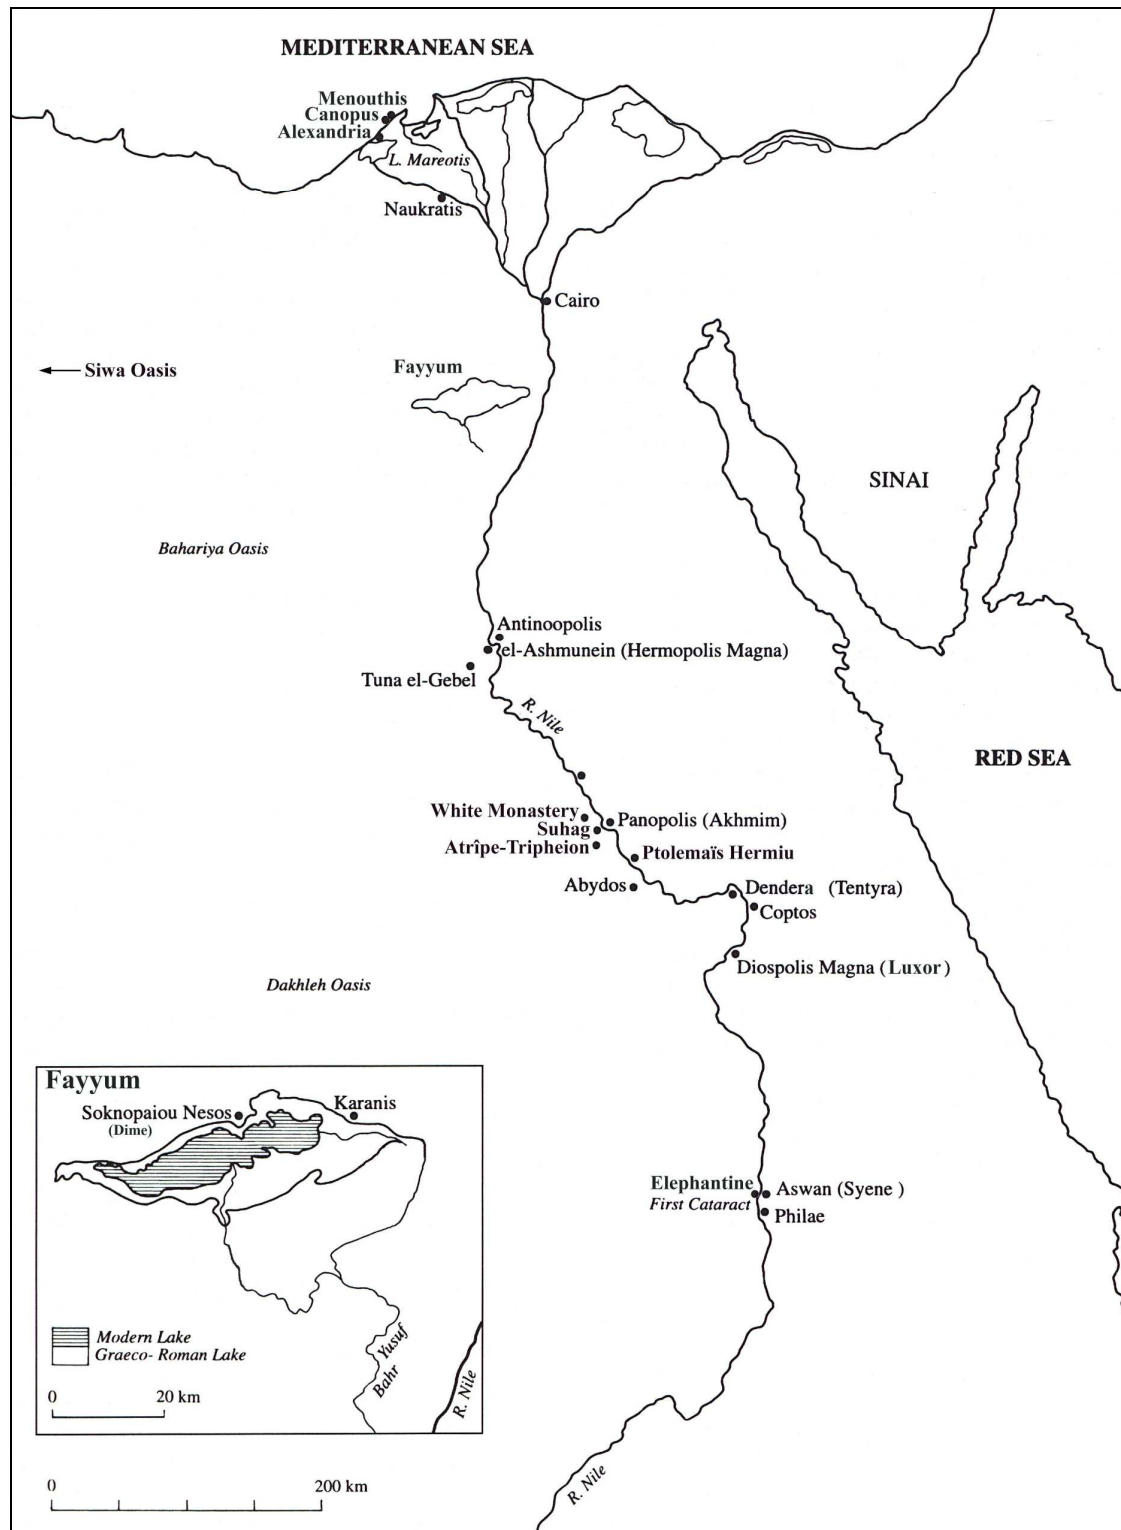 MEDITERRANEAN SEA
Menouthis
Canopus
Alexandria
L. Mareotis
Naukratis
Cairo
Siwa Oasis
Fayyum
SINAI
Bahariya Oasis
Antinoopolis
el-Ashmunein (Hermopolis Magna)
Tuna el-Gebel
R. Nile
RED SEA
White Monastery
Suhag
Atrîpe-Tripheion
Panopolis (Akhmim)
Ptolemaïs Hermiu
Abydos
Dendera (Tentyra)
Coptos
Diospolis Magna (Luxor)
Dakhleh Oasis
Elephantine
First Cataract
Aswan (Syene)
Philae
R. Nile
Fayyum
Soknopaiou Nesos
(Dime)
Karanis
Modern Lake
Graeco-Roman Lake
Bahr Yusuf
R. Nile
0 20 km
0 200 km